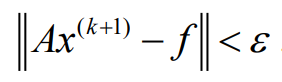 ‖Ax^{(k+1)} − f‖ < ε